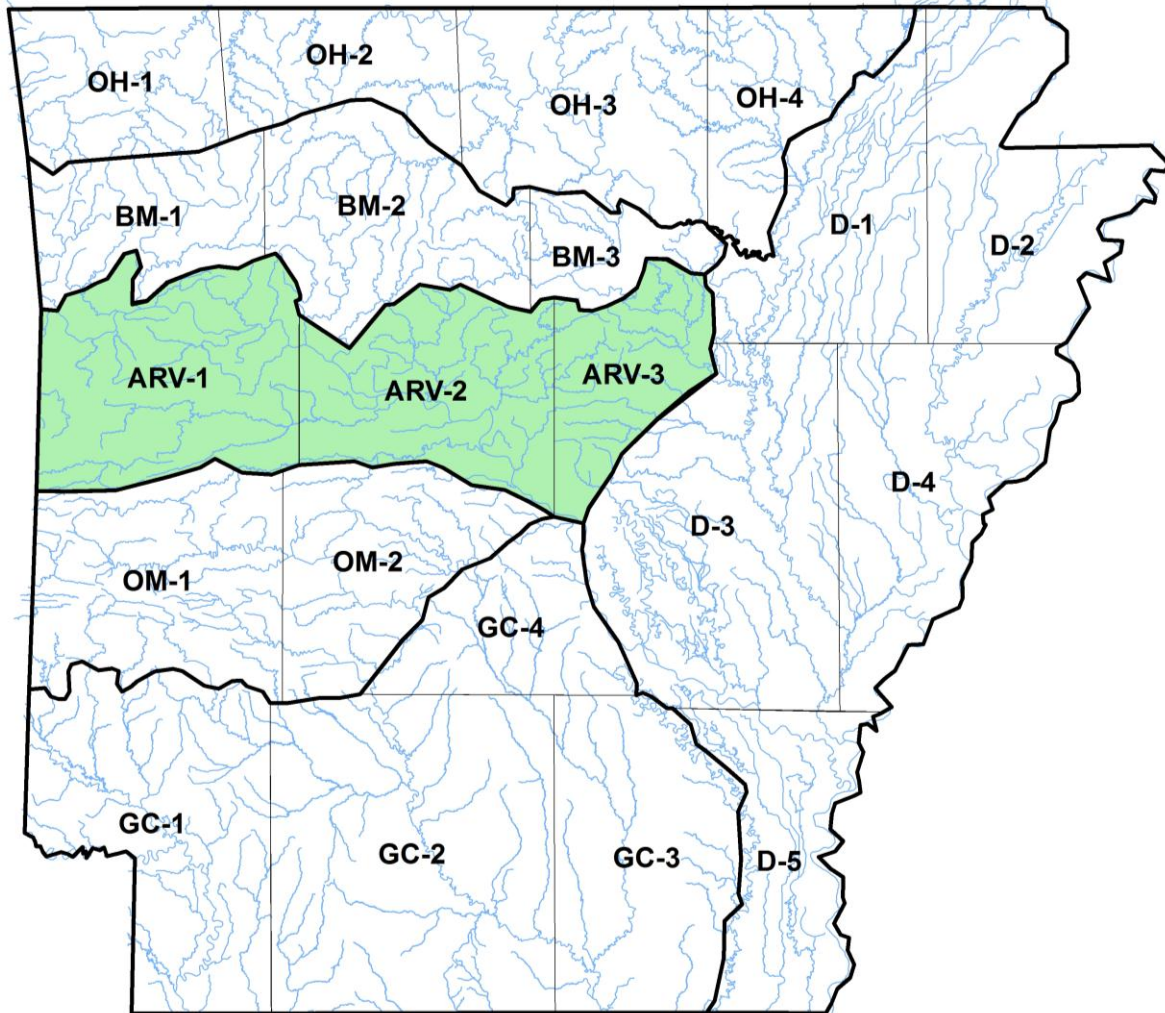 OH-1
OH-2
OH-3
OH-4
BM-1
BM-2
BM-3
D-1
D-2
ARV-1
ARV-2
ARV-3
D-3
D-4
OM-1
OM-2
GC-4
GC-1
GC-2
GC-3
D-5